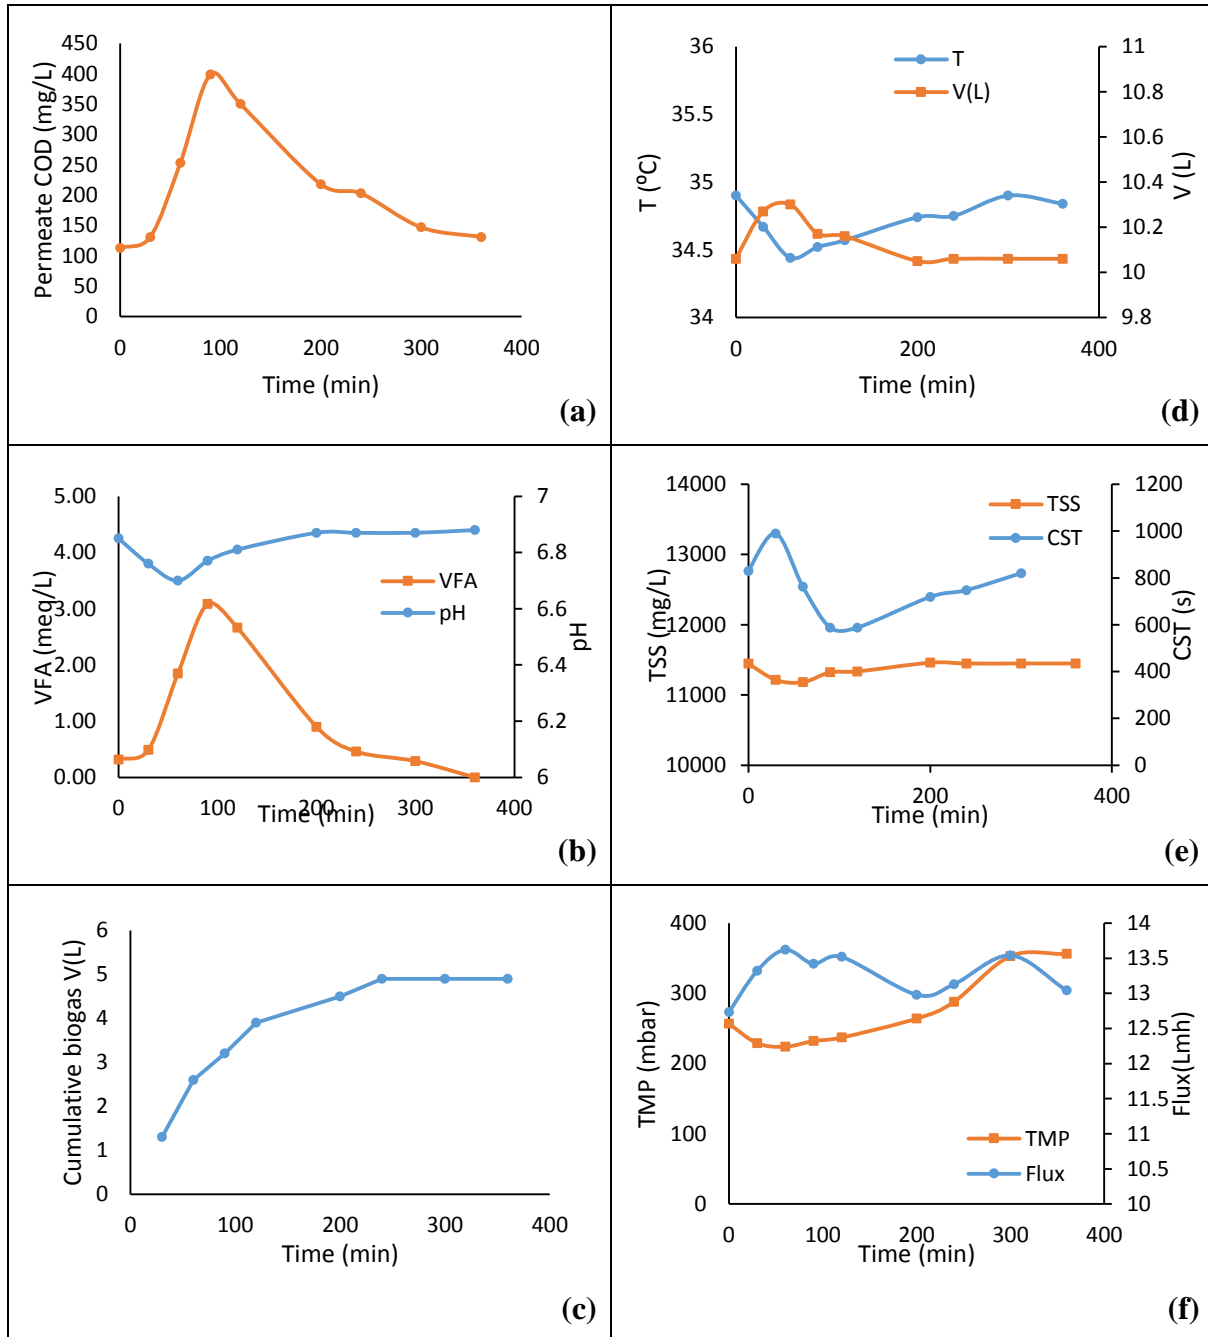 450
400
350
300
250
200
150
100
50
0
Permeate COD (mg/L)
0 100 200 300 400
Time (min)
(a)
36
35.5
35
34.5
34
T (⁰C)
T
V(L)
11
10.8
10.6
10.4
10.2
10
9.8
V (L)
0 200 400
Time (min)
(d)
5.00
4.00
3.00
2.00
1.00
0.00
VFA (meq/L)
VFA
pH
7
6.8
6.6
6.4
6.2
6
pH
0 100 200 300 400
Time (min)
(b)
14000
13000
12000
11000
10000
TSS (mg/L)
TSS
CST
1200
1000
800
600
400
200
0
CST (s)
0 200 400
Time (min)
(e)
6
5
4
3
2
1
0
Cumulative biogas V(L)
0 100 200 300 400
Time (min)
(c)
400
300
200
100
0
TMP (mbar)
TMP
Flux
14
13.5
13
12.5
12
11.5
11
10.5
10
Flux(Lmh)
0 100 200 300 400
Time (min)
(f)